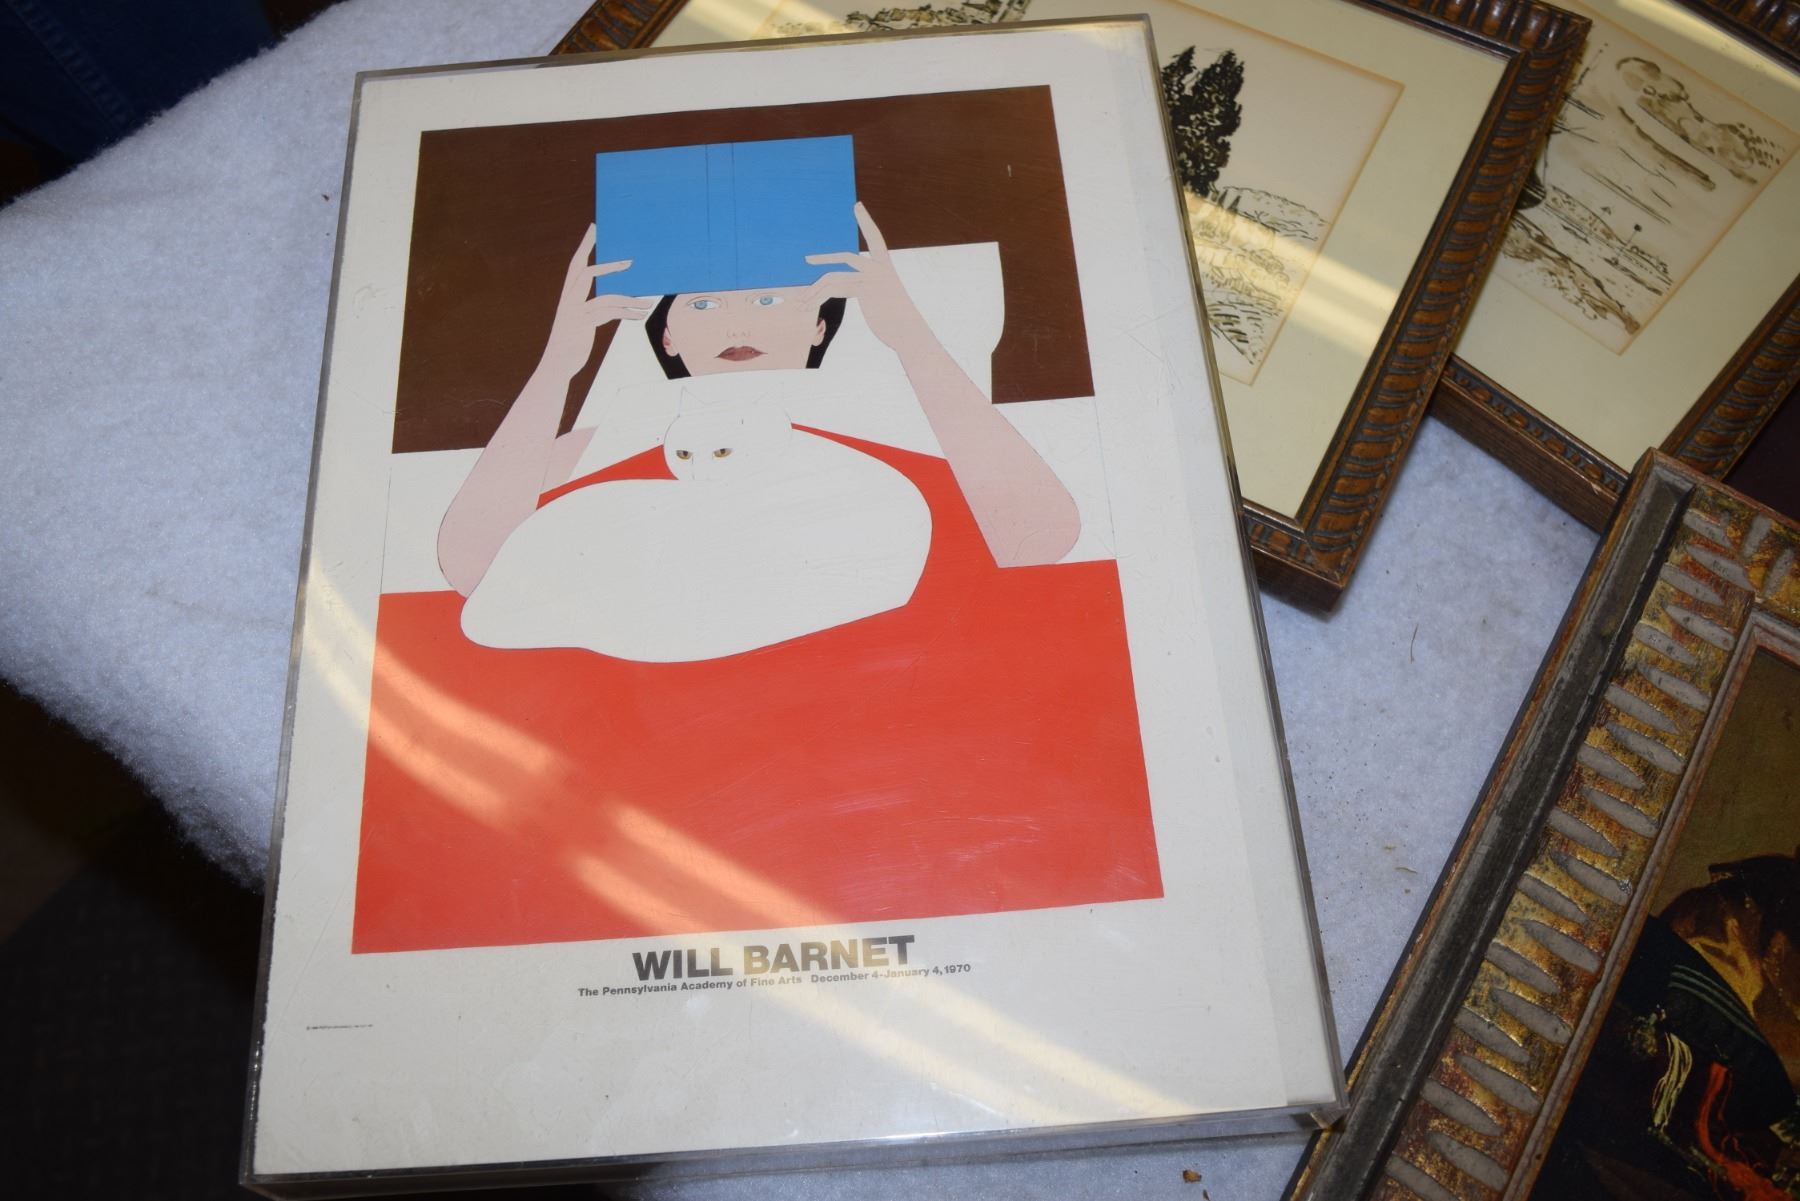 WILL BARNET
The Pennsylvania Academy of Fine Arts December 4-January 4, 1970